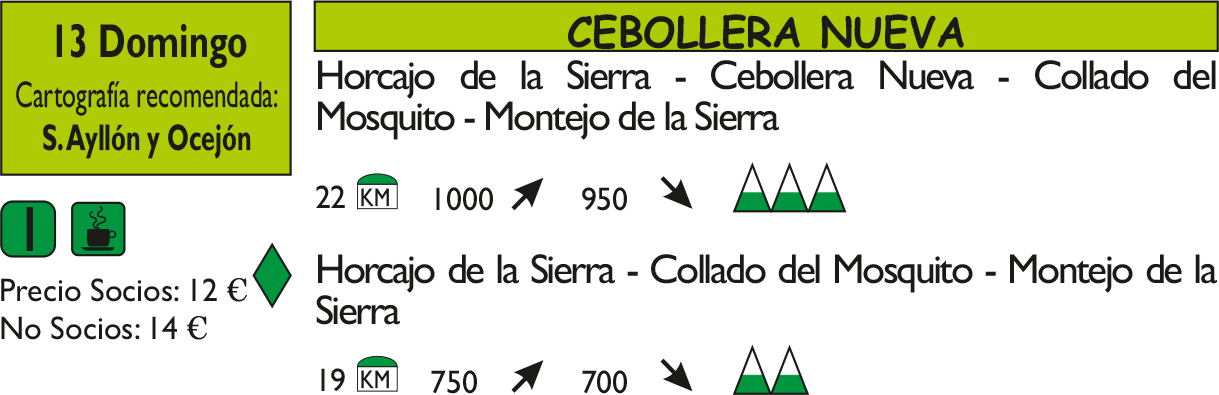 13 Domingo
Cartografía recomendada:
S. Ayllón y Ocejón
Precio Socios: 12 €
No Socios: 14 €
CEBOLLERA NUEVA
Horcajo de la Sierra - Cebollera Nueva - Collado del
Mosquito - Montejo de la Sierra
22 KM 1000 950
Horcajo de la Sierra - Collado del Mosquito - Montejo de la
Sierra
19 KM 750 700